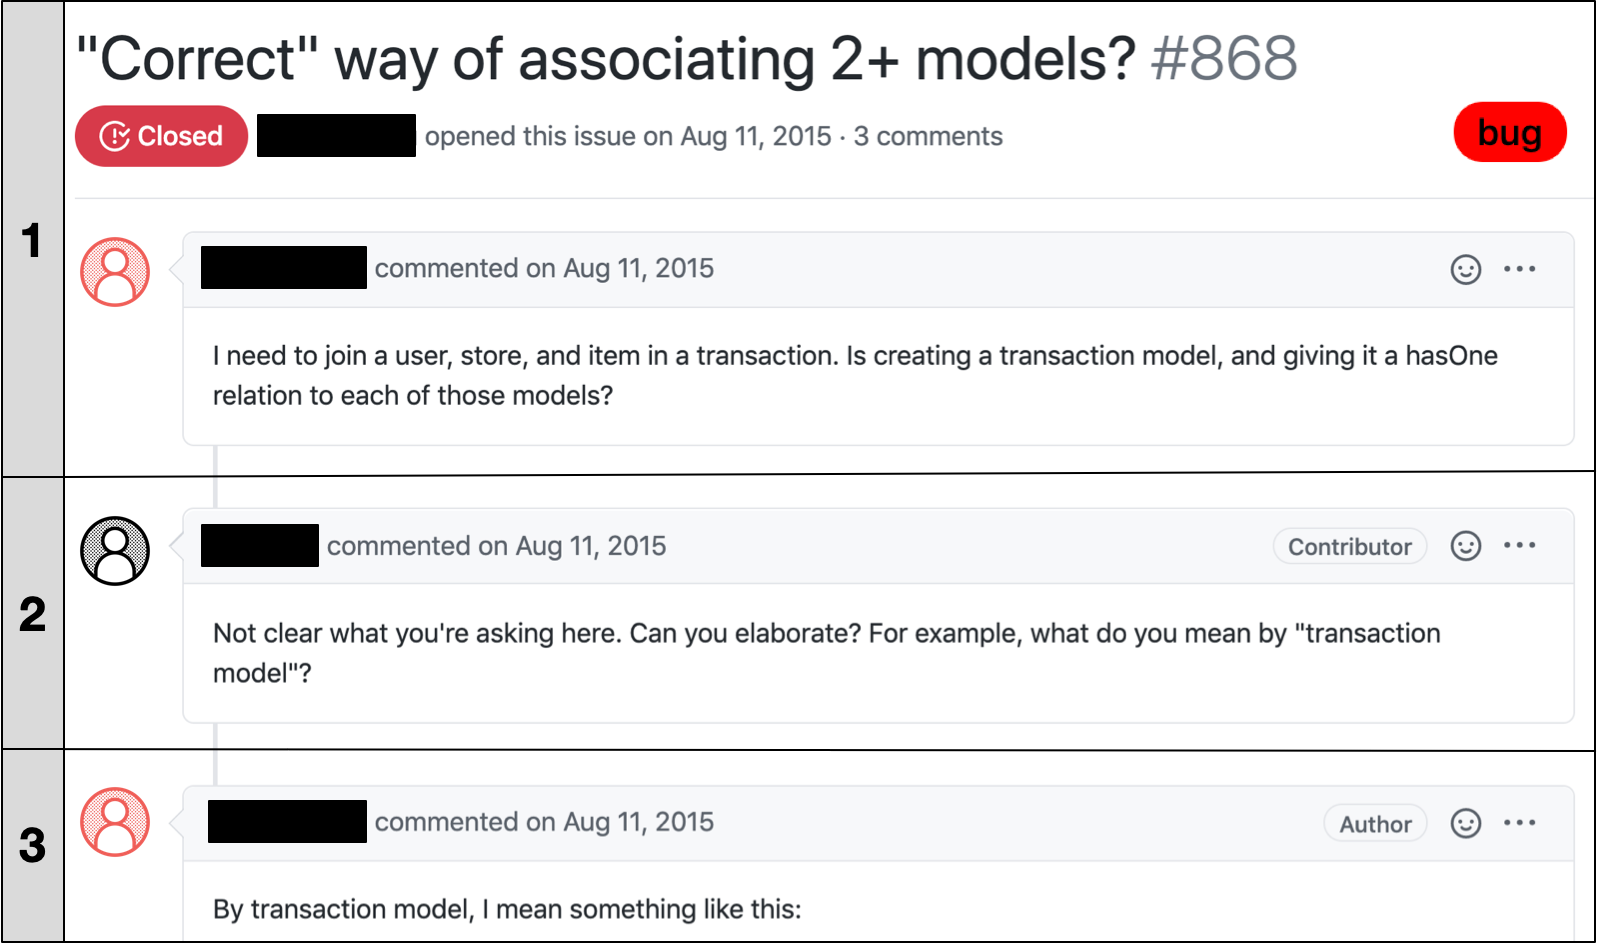 1
"Correct" way of associating 2+ models? #868
Closed opened this issue on Aug 11, 2015 · 3 comments
bug
commented on Aug 11, 2015
I need to join a user, store, and item in a transaction. Is creating a transaction model, and giving it a hasOne
relation to each of those models?
2
commented on Aug 11, 2015
Contributor
Not clear what you're asking here. Can you elaborate? For example, what do you mean by "transaction
model"?
3
commented on Aug 11, 2015
Author
By transaction model, I mean something like this: